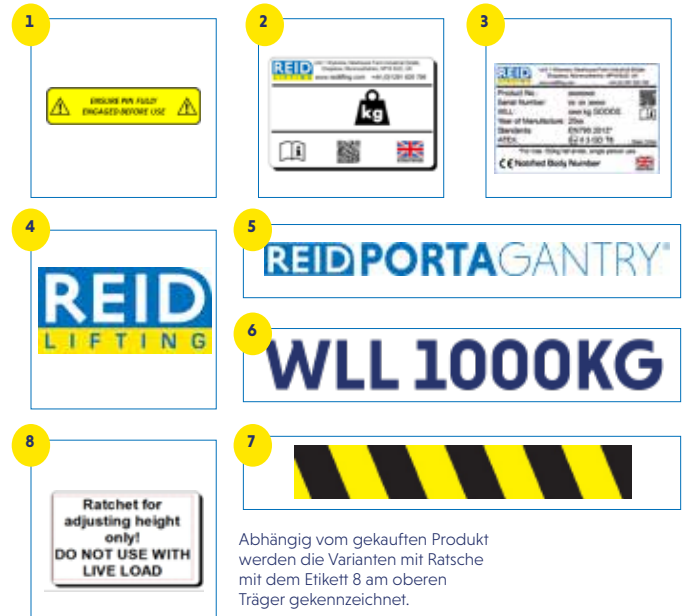 1
ENSURE PIN FULLY
ENGAGED BEFORE USE
2
REID
LIFTING
www.reidlifting.com
kg
3
REID
LIFTING
Product No:
Serial Number:
WLL:
Year of Manufacture:
Standards:
ATEX:
CE Notified Body Number
4
REID
LIFTING
5
REID PORTAGANTRY®
6
WLL 1000KG
8
Ratchet for
adjusting height
only!
DO NOT USE WITH
LIVE LOAD
7
Abhängig vom gekauften Produkt
werden die Varianten mit Ratsche
mit dem Etikett 8 am oberen
Träger gekennzeichnet.